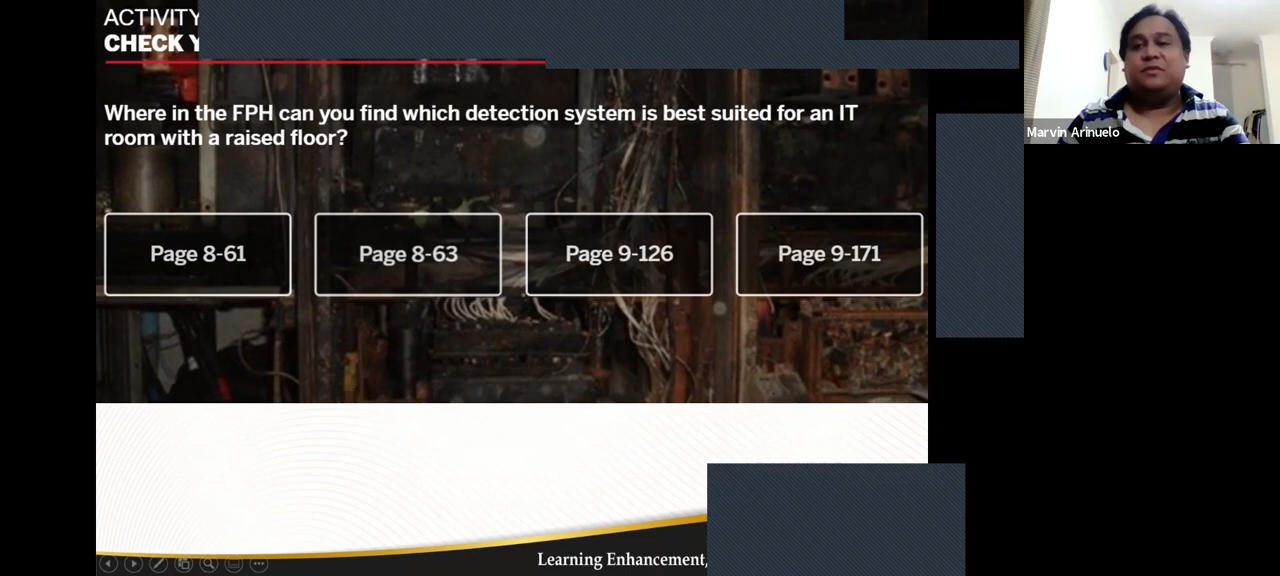 ACTIVITY
CHECK
Where in the FPH can you find which detection system is best suited for an IT
room with a raised floor?
Page 8-61
Page 8-63
Page 9-126
Page 9-171
Marvin Arinuelo
Learning Enhancement,